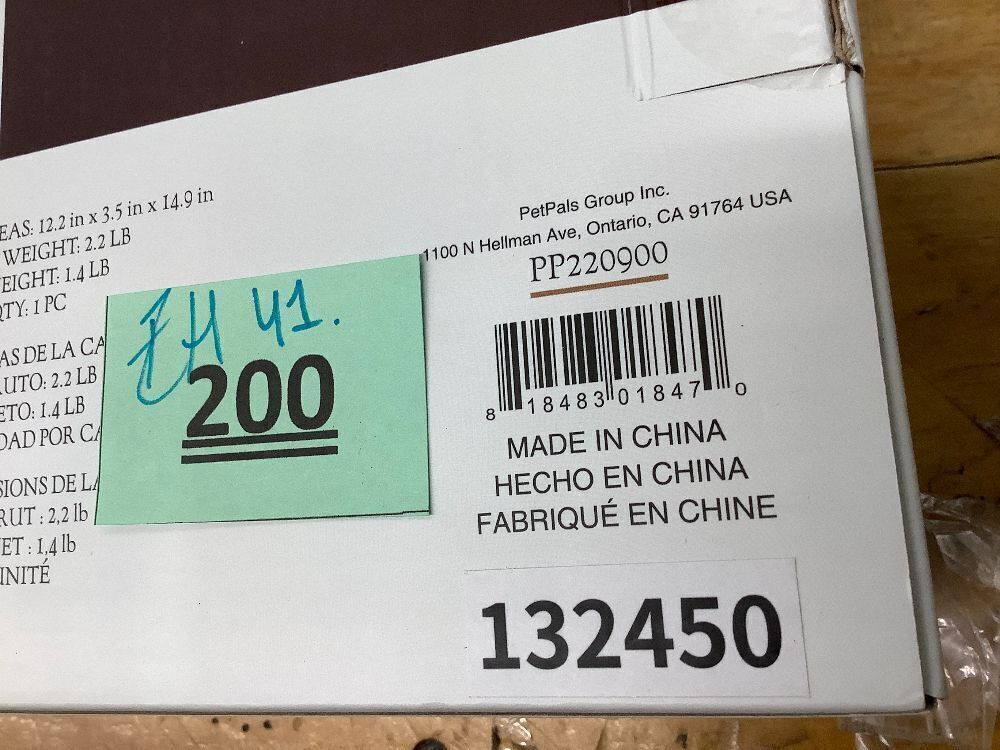 EAS: 12.2 in x 3.5 in x 14.9 in
WEIGHT: 2.2 LB
EIGHT: 1.4 LB
QTY: 1 PC
AS DE LA CA
UTO: 2.2 LB
ETO: 1.4 LB
DAD POR CA
SIONS DE LA
RUT : 2,2 lb
ET : 1,4 lb
UNITÉ
41.
200
PetPals Group Inc.
1100 N Hellman Ave, Ontario, CA 91764 USA
PP220900
8 18483 01847 0
MADE IN CHINA
HECHO EN CHINA
FABRIQUÉ EN CHINE
132450